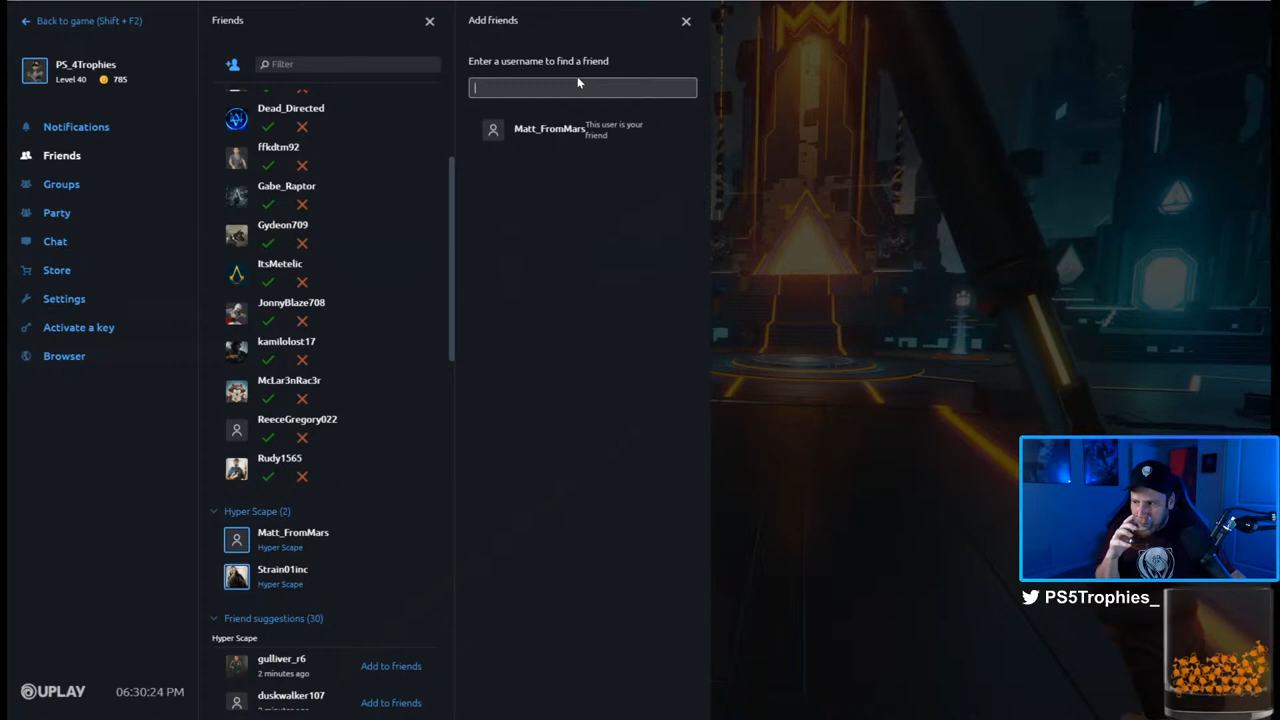 Back to game (Shift + F2)
PS_4Trophies
Level 40
785
Notifications
Friends
Groups
Party
Chat
Store
Settings
Activate a key
Browser
UPLAY
06:30:24 PM
Friends
Filter
Dead_Directed
ffkdtm92
Gabe_Raptor
Gydeon709
ItsMetelic
JonnyBlaze708
kamilolost17
McLar3nRac3r
ReeceGregory022
Rudy1565
Hyper Scape (2)
Matt_FromMars
Hyper Scape
Strain01inc
Hyper Scape
Friend suggestions (30)
Hyper Scape
gulliver_r6
2 minutes ago
Add to friends
duskwalker107
2 minutes ago
Add to friends
Add friends
Enter a username to find a friend
Matt_FromMars
This user is your
friend
PS5Trophies_